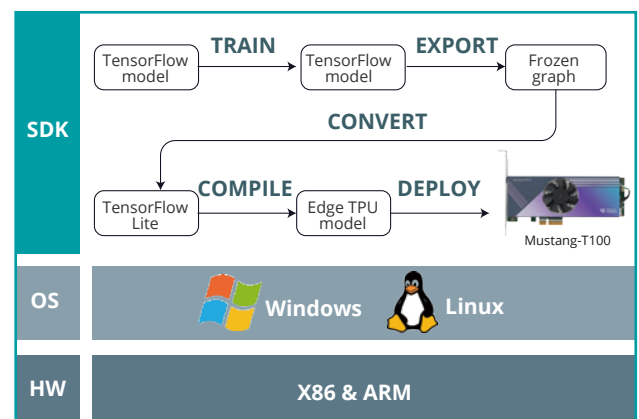 TRAIN
EXPORT
TensorFlow
model
TensorFlow
model
Frozen
graph
SDK
CONVERT
COMPILE
DEPLOY
TensorFlow
Lite
Edge TPU
model
Mustang-T100
OS
Windows
Linux
HW
X86 & ARM